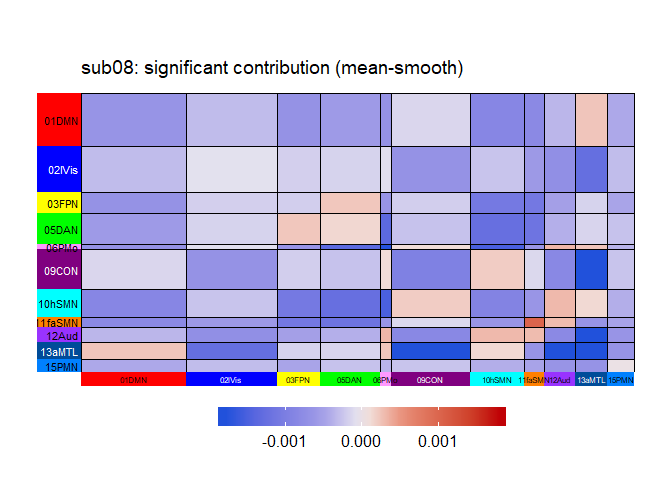 sub08: significant contribution (mean-smooth)
01DMN
02lVis
03FPN
05DAN
06PMo
09CON
10hSMN
11faSMN
12Aud
13aMTL
15PMN
01DMN 02lVis 03FPN 05DAN 06PMo 09CON 10hSMN 11faSMN 12Aud 13aMTL 15PMN
-0.001 0.000 0.001